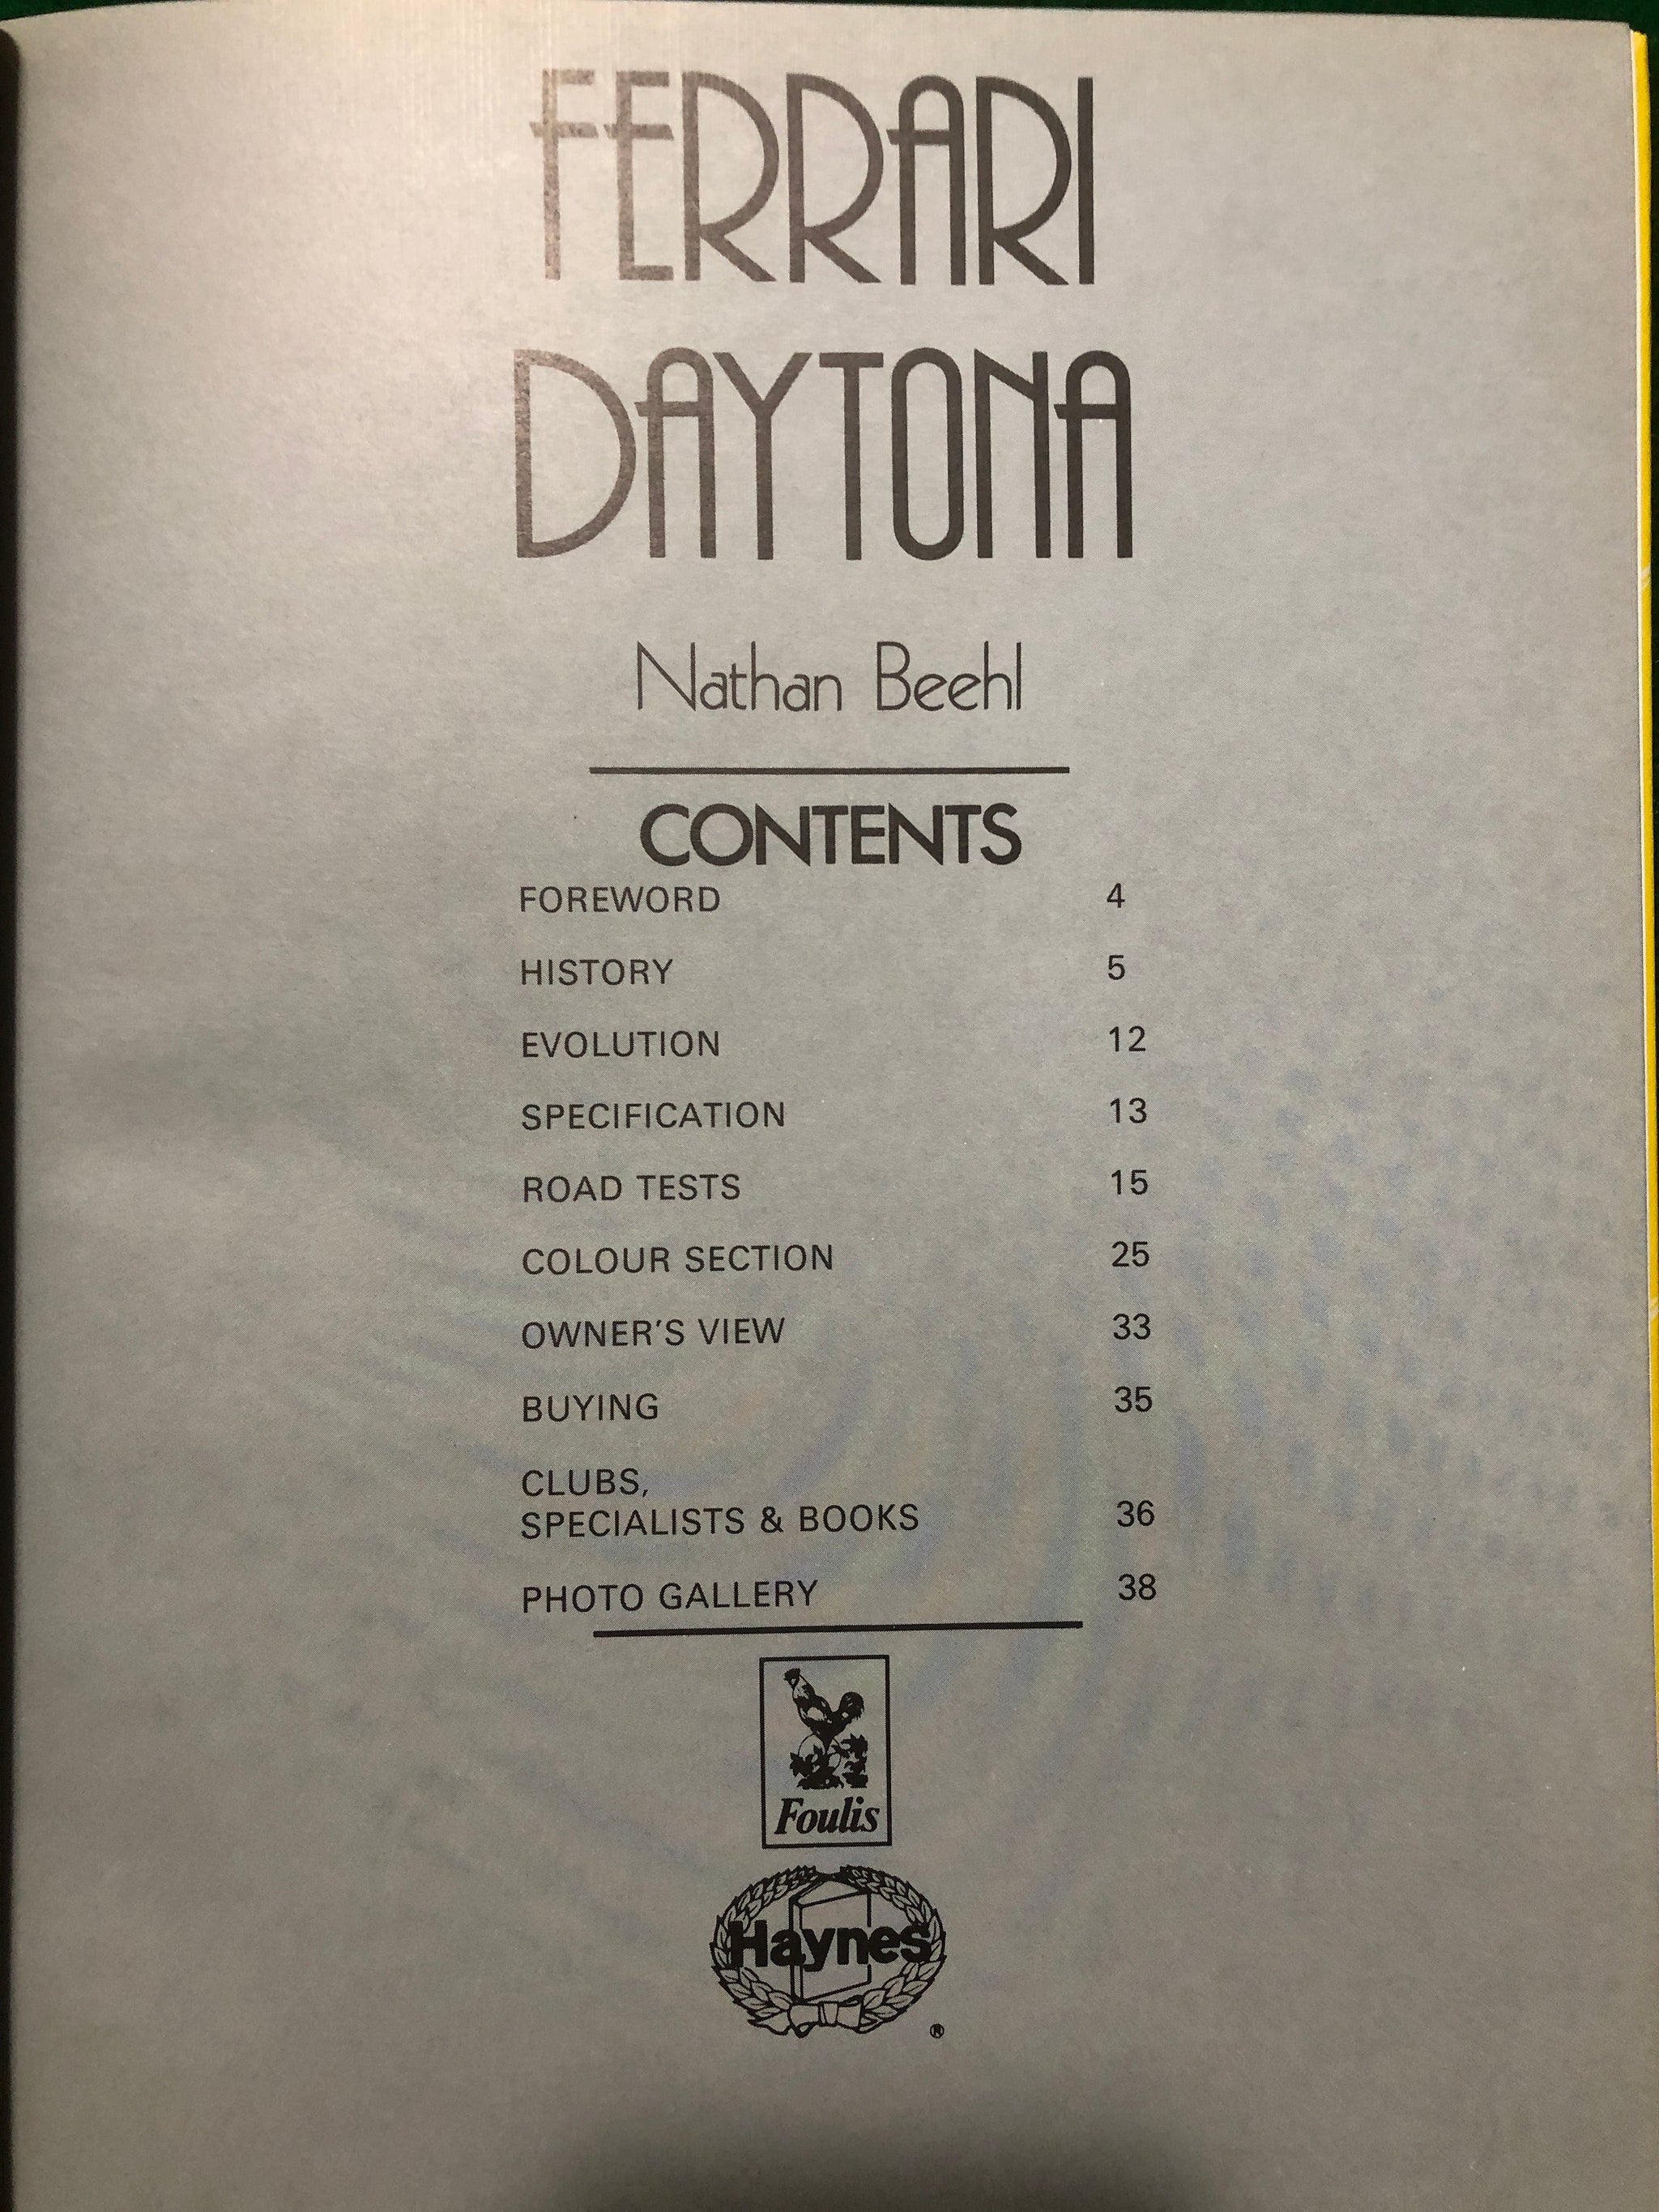 FERRARI
DAYTONA
Nathan Beehl
CONTENTS
FOREWORD 4
HISTORY 5
EVOLUTION 12
SPECIFICATION 13
ROAD TESTS 15
COLOUR SECTION 25
OWNER'S VIEW 33
BUYING 35
CLUBS,
SPECIALISTS & BOOKS 36
PHOTO GALLERY 38
Foulis
Haynes
®